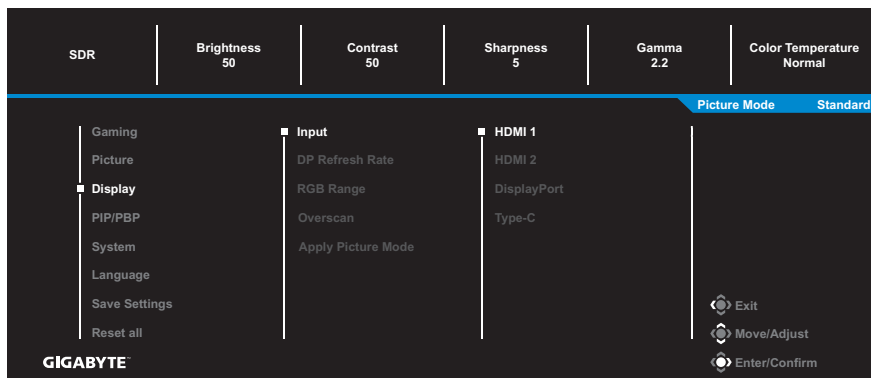 SDR
Brightness
50
Contrast
50
Sharpness
5
Gamma
2.2
Color Temperature
Normal
Picture Mode Standard
Gaming
Picture
Display
PIP/PBP
System
Language
Save Settings
Reset all
Input
DP Refresh Rate
RGB Range
Overscan
Apply Picture Mode
HDMI 1
HDMI 2
DisplayPort
Type-C
Exit
Move/Adjust
Enter/Confirm
GIGABYTE™